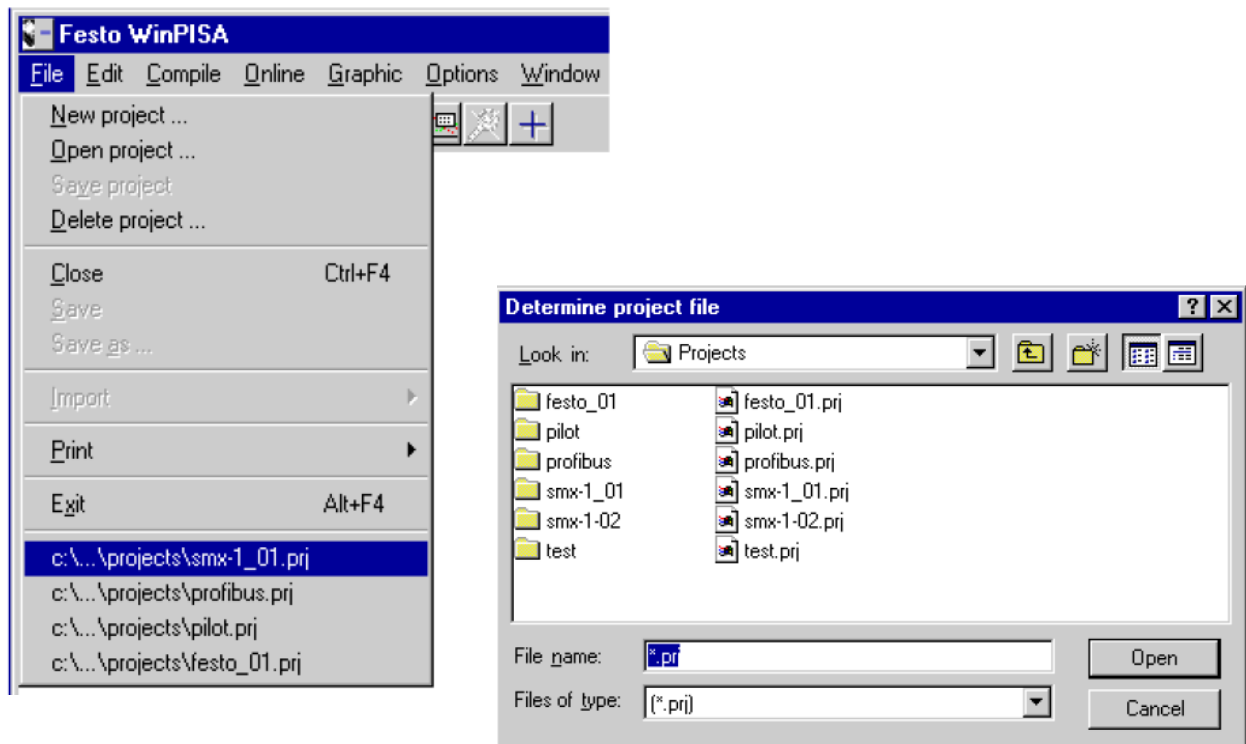 Festo WinPISA
File Edit Compile Online Graphic Options Window
New project ...
Open project ...
Save project
Delete project ...
Close Ctrl+F4
Save
Save as ...
Import
Print
Exit Alt+F4
c:\...\projects\smx-1_01.prj
c:\...\projects\profibus.prj
c:\...\projects\pilot.prj
c:\...\projects\festo_01.prj
Determine project file
Look in: Projects
festo_01 festo_01.prj
pilot pilot.prj
profibus profibus.prj
smx-1_01 smx-1_01.prj
smx-1-02 smx-1-02.prj
test test.prj
File name: *.prj Open
Files of type: (*.prj)
Cancel